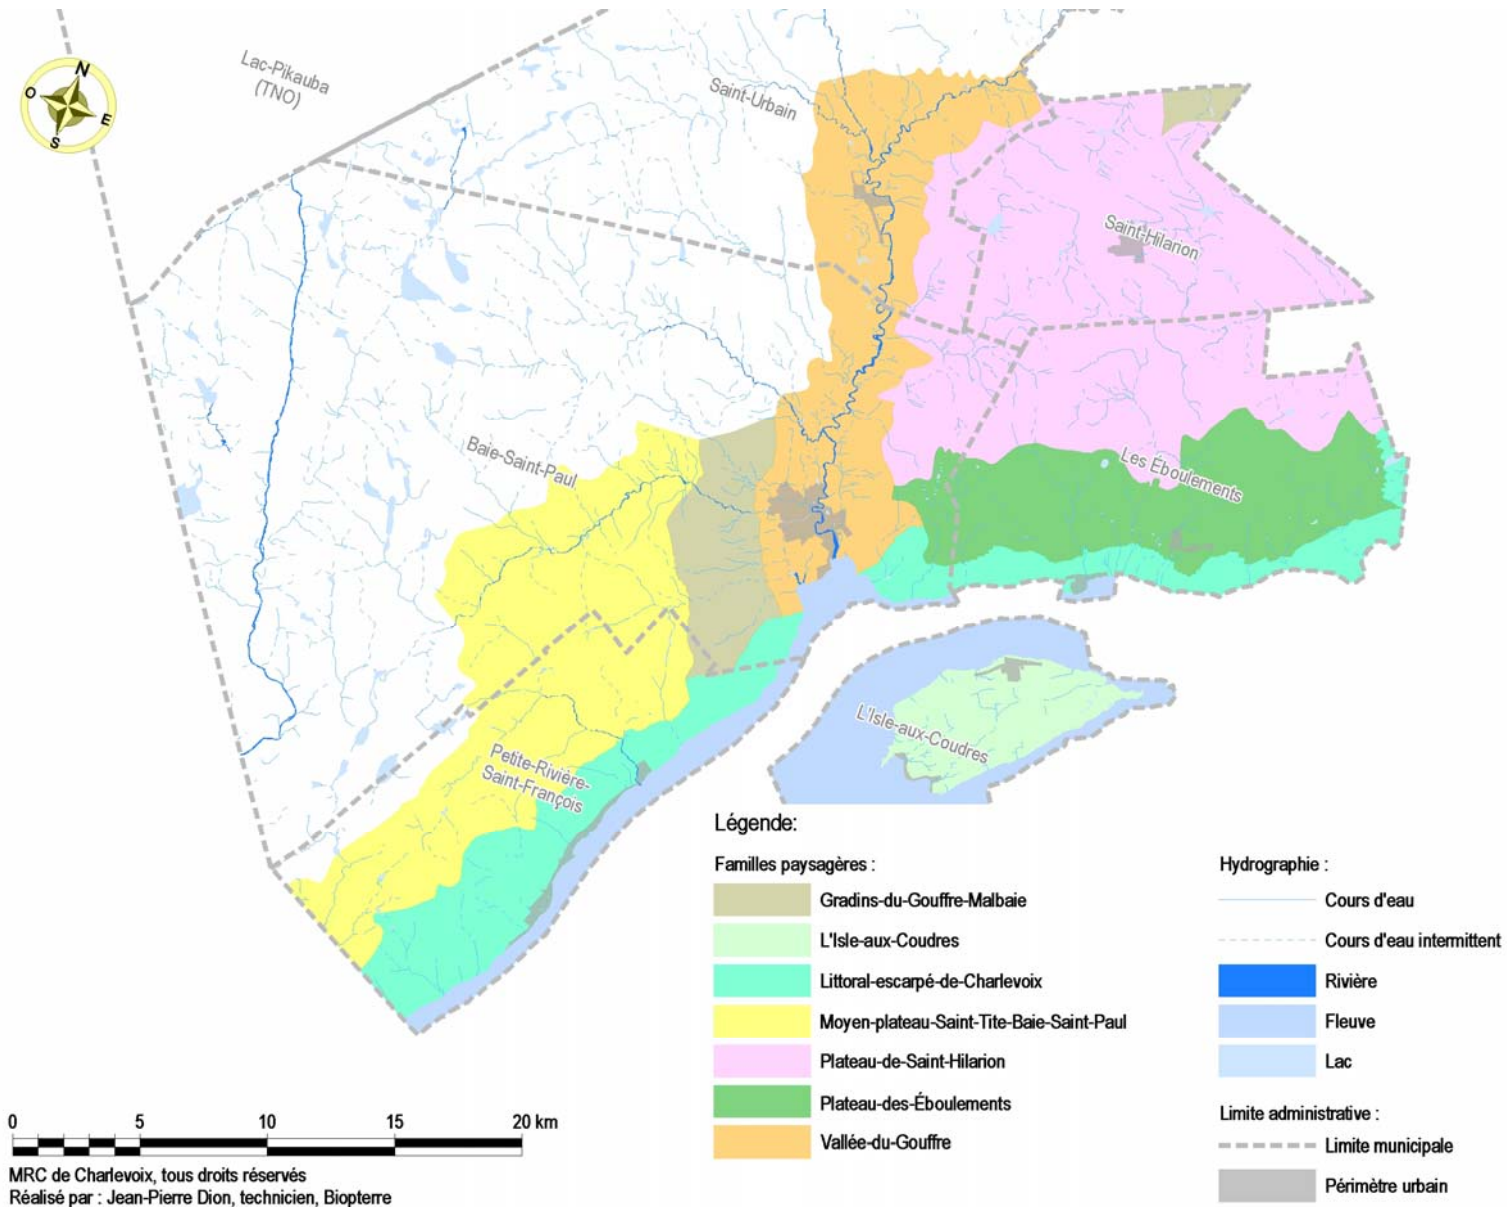 N
O
E
S
Lac-Pikauba
(TNO)
Saint-Urbain
Saint-Hilarion
Baie-Saint-Paul
Les Éboulements
L'Isle-aux-Coudres
Petite-Rivière-
Saint-François
Légende:
Familles paysagères :
Gradins-du-Gouffre-Malbaie
L'Isle-aux-Coudres
Littoral-escarpé-de-Charlevoix
Moyen-plateau-Saint-Tite-Baie-Saint-Paul
Plateau-de-Saint-Hilarion
Plateau-des-Éboulements
Vallée-du-Gouffre
Hydrographie :
Cours d'eau
Cours d'eau intermittent
Rivière
Fleuve
Lac
Limite administrative :
Limite municipale
Périmètre urbain
0 5 10 15 20 km
MRC de Charlevoix, tous droits réservés
Réalisé par : Jean-Pierre Dion, technicien, Biopterre